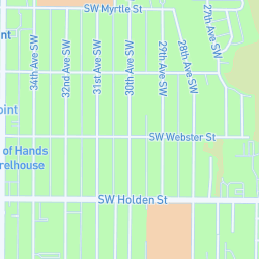 SW Myrtle St
27th Ave SW
34th Ave SW
32nd Ave SW
31st Ave SW
30th Ave SW
29th Ave SW
28th Ave SW
SW Webster St
of Hands
SW Holden St